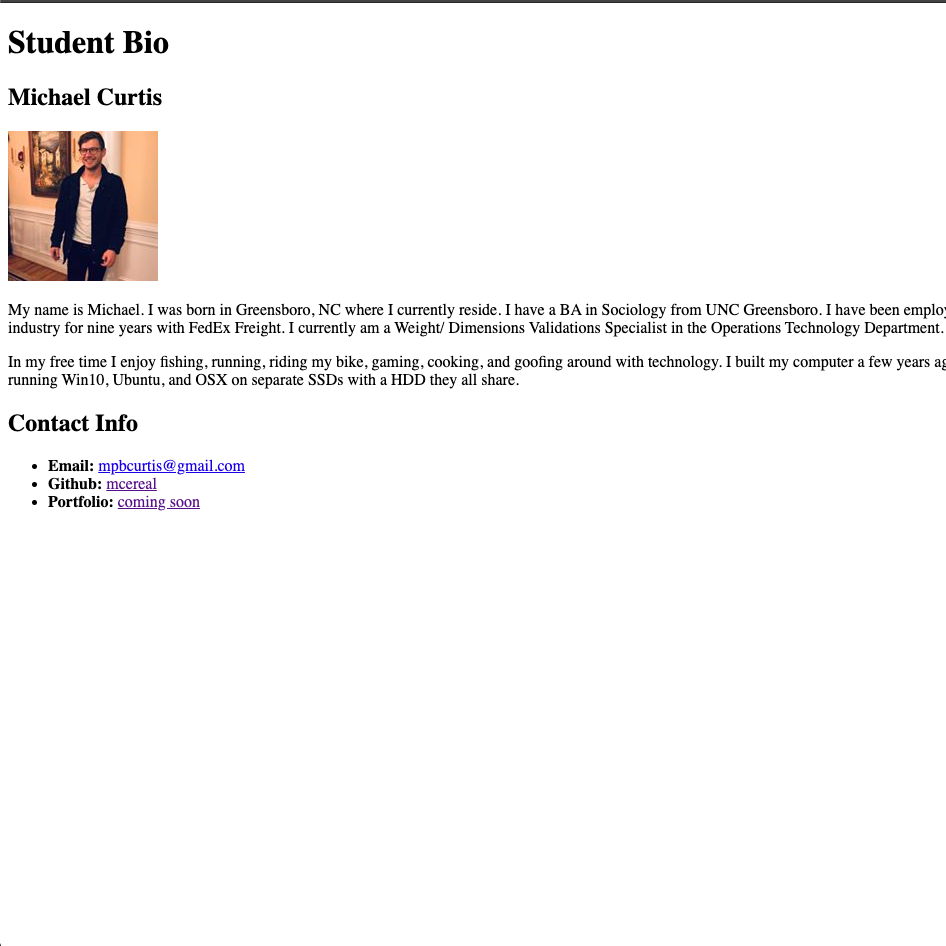 Student Bio
Michael Curtis
My name is Michael. I was born in Greensboro, NC where I currently reside. I have a BA in Sociology from UNC Greensboro. I have been
industry for nine years with FedEx Freight. I currently am a Weight/ Dimensions Validations Specialist in the Operations Technology Department.
In my free time I enjoy fishing, running, riding my bike, gaming, cooking, and goofing around with technology. I built my computer a few years
running Win10, Ubuntu, and OSX on separate SSDs with a HDD they all share.
Contact Info
• Email: mpbcurtis@gmail.com
• Github: mcereal
• Portfolio: coming soon